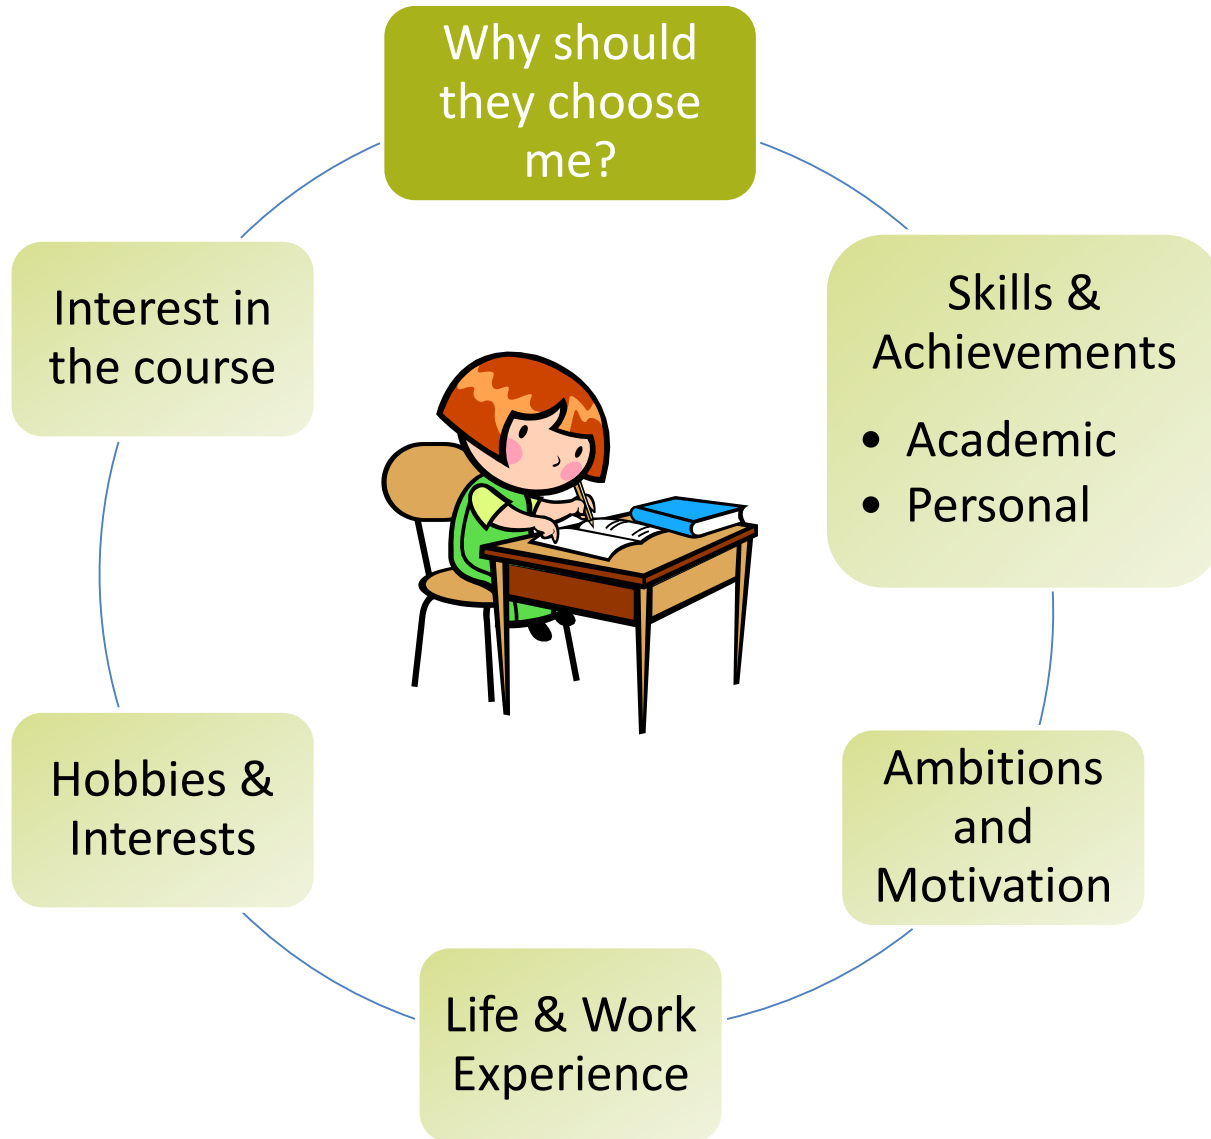 Why should
they choose
me?
Skills &
Achievements
• Academic
• Personal
Ambitions
and
Motivation
Life & Work
Experience
Hobbies &
Interests
Interest in
the course